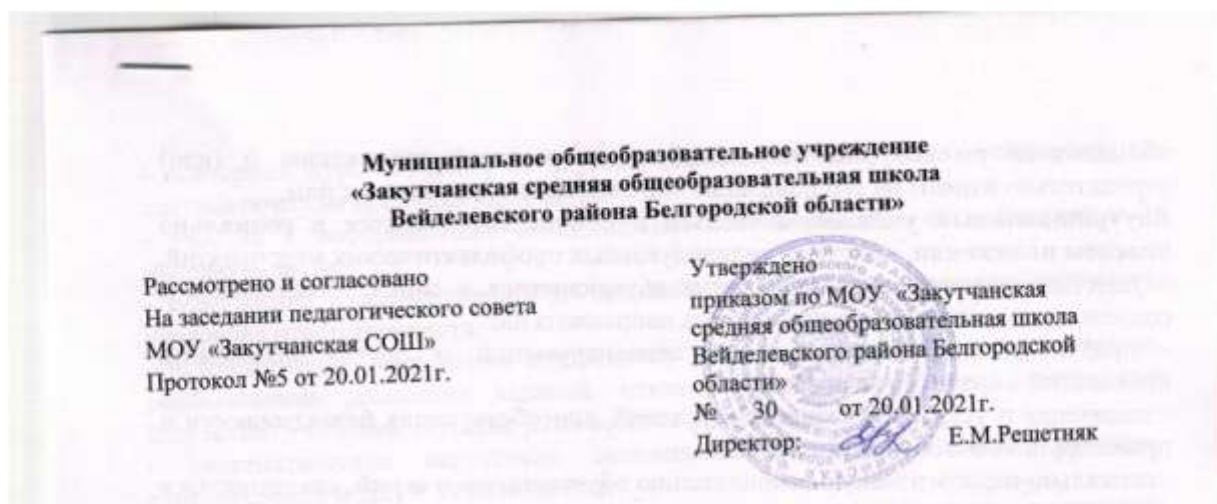 Муниципальное общеобразовательное учреждение
«Закутчанская средняя общеобразовательная школа
Вейделевского района Белгородской области»
Рассмотрено и согласовано
На заседании педагогического совета
МОУ «Закутчанская СОШ»
Протокол №5 от 20.01.2021г.
Утверждено
приказом по МОУ «Закутчанская
средняя общеобразовательная школа
Вейделевского района Белгородской
области»
№ 30 от 20.01.2021г.
Директор: Е.М.Решетняк